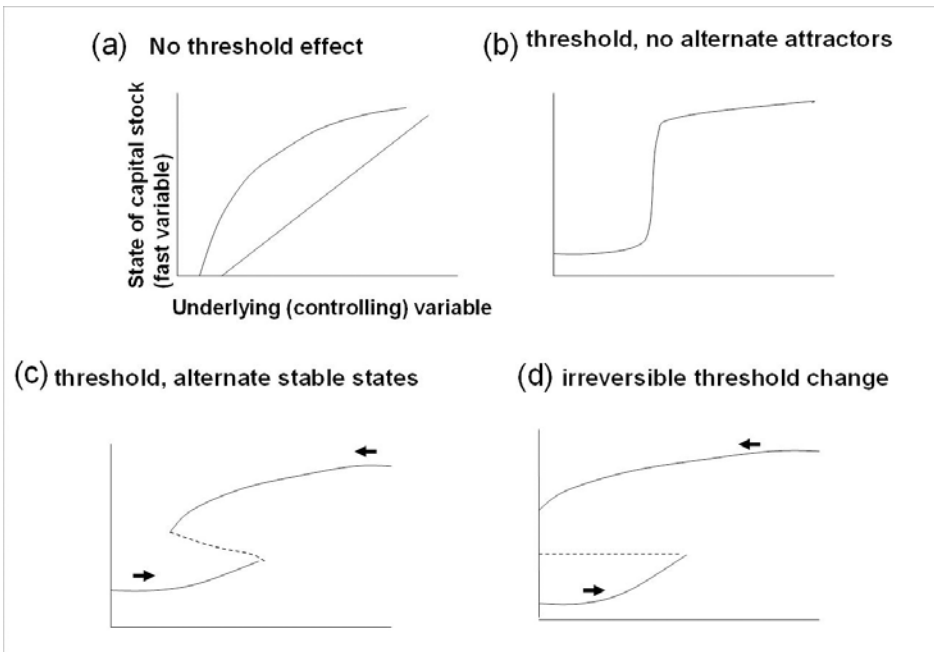 (a) No threshold effect
(b) threshold, no alternate attractors
State of capital stock
(fast variable)
Underlying (controlling) variable
(c) threshold, alternate stable states
(d) irreversible threshold change